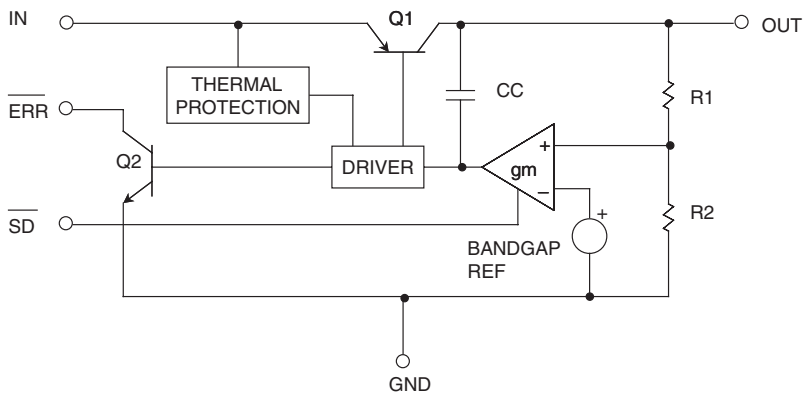 IN
Q1
OUT
THERMAL
PROTECTION
CC
R1
ERR
Q2
DRIVER
gm
+
–
+
SD
BANDGAP
REF
R2
GND